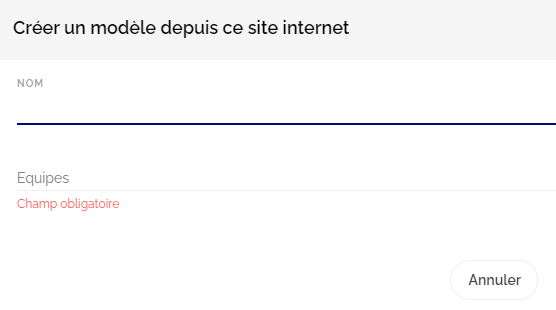 Créer un modèle depuis ce site internet
NOM
Equipes
Champ obligatoire
Annuler